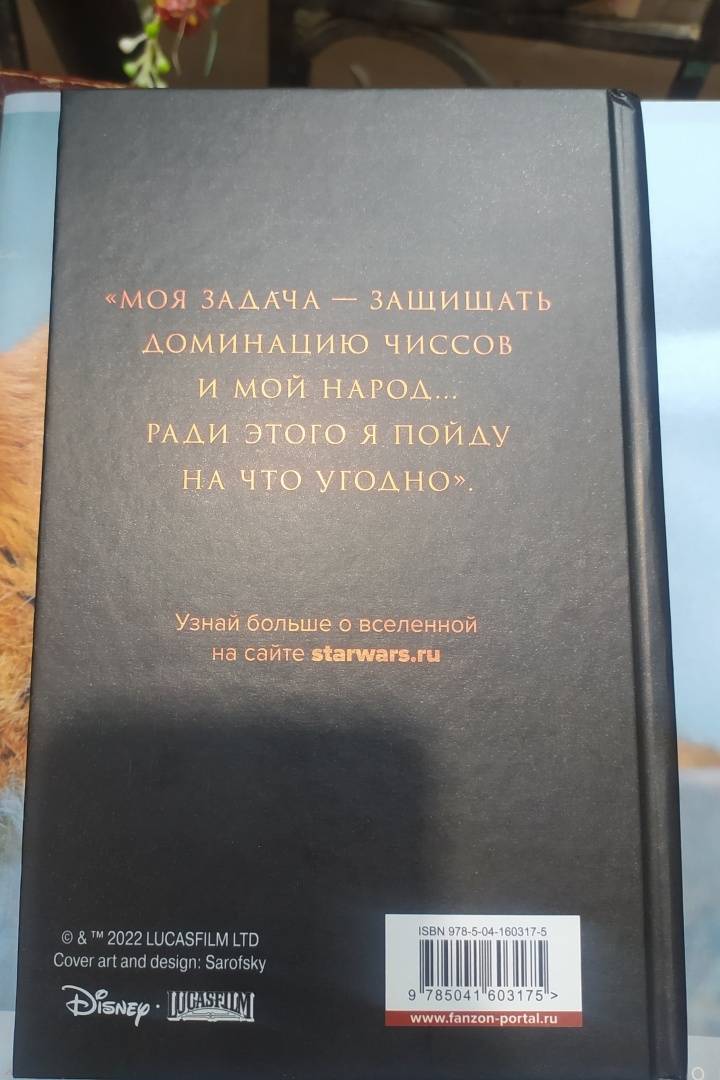 «МОЯ ЗАДАЧА — ЗАЩИЩАТЬ
ДОМИНАЦИЮ ЧИССОВ
И МОЙ НАРОД...
РАДИ ЭТОГО Я ПОЙДУ
НА ЧТО УГОДНО».
Узнай больше о вселенной
на сайте starwars.ru
© & ™ 2022 LUCASFILM LTD
Cover art and design: Sarofsky
Disney · LUCASFILM
ISBN 978-5-04-160317-5
9 785041 603175 >
www.fanzon-portal.ru